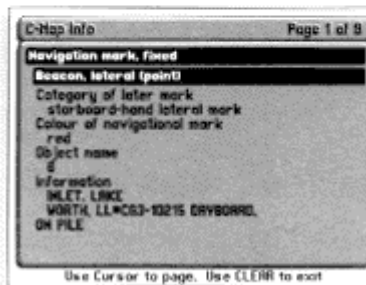 C-Map Info Page 1 of 9
Navigation mark, fixed
Beacon, lateral (point)
Category of later mark
starboard-hand lateral mark
Colour of navigational mark
red
Object name
6
Information
INLET, LAKE
WORTH, LL#CG3-10215 DAYBOARD,
ON PILE
Use Cursor to page. Use CLEAR to exit